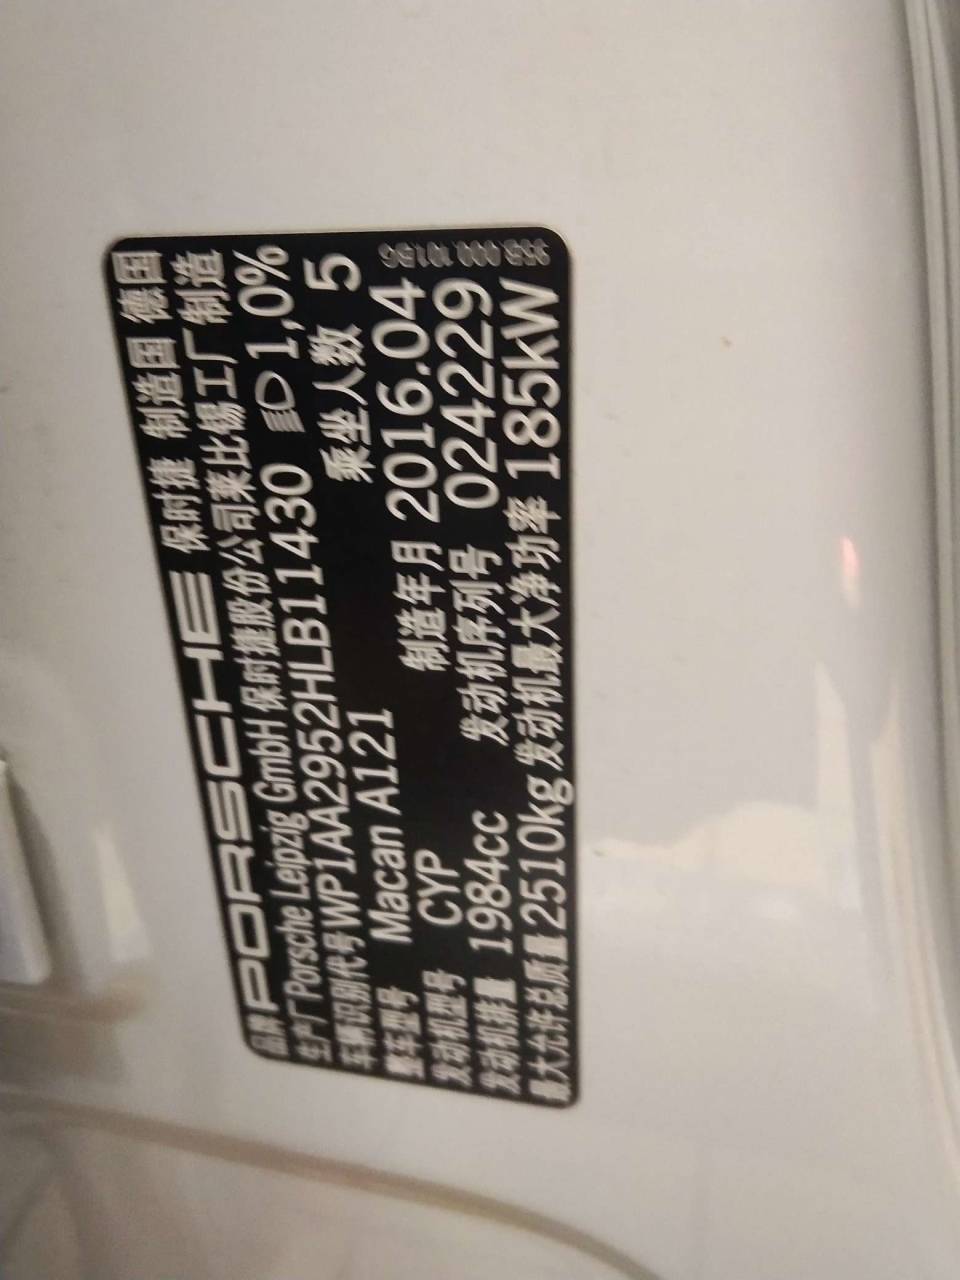 品牌 PORSCHE 保时捷 制造国 德国
生产厂 Porsche Leipzig GmbH 保时捷股份公司莱比锡工厂制造
车辆识别代号 WP1AA2952HLB11430 1,0%
整车型号 Macan A121 乘坐人数 5
发动机型号 CYP 制造年月 2016.04
发动机排量 1984cc 发动机序列号 024229
最大允许总质量 2510kg 发动机最大净功率 185kW